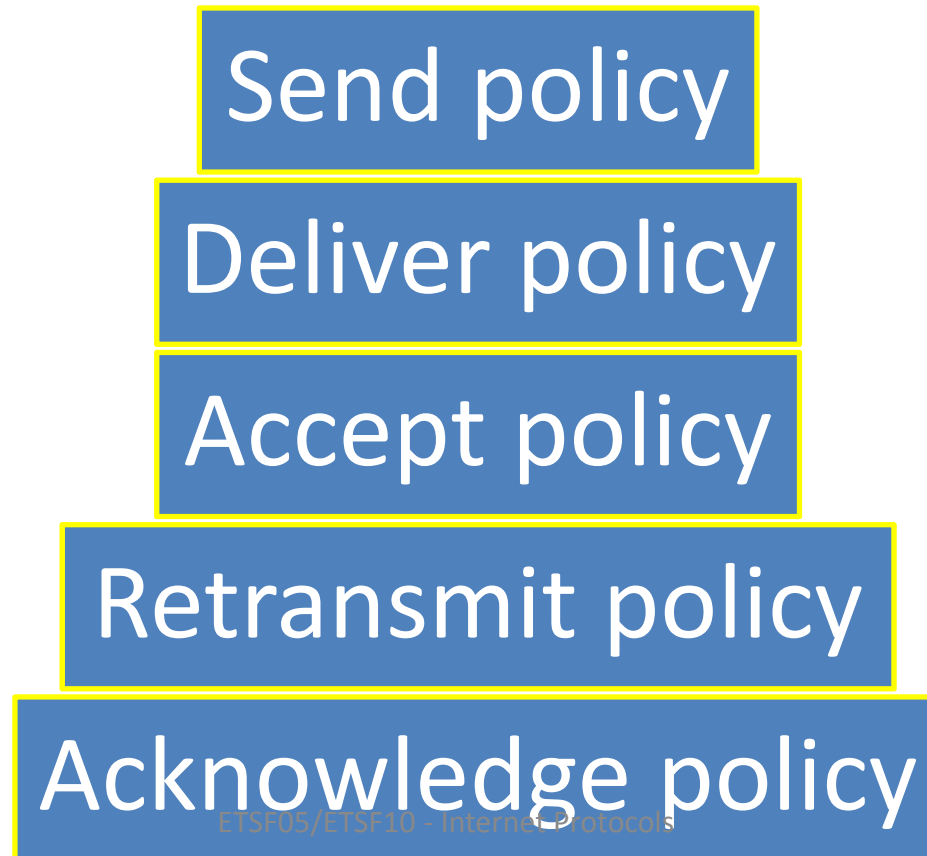 Send policy
Deliver policy
Accept policy
Retransmit policy
Acknowledge policy
ETSF05/ETSF10 - Internet Protocols